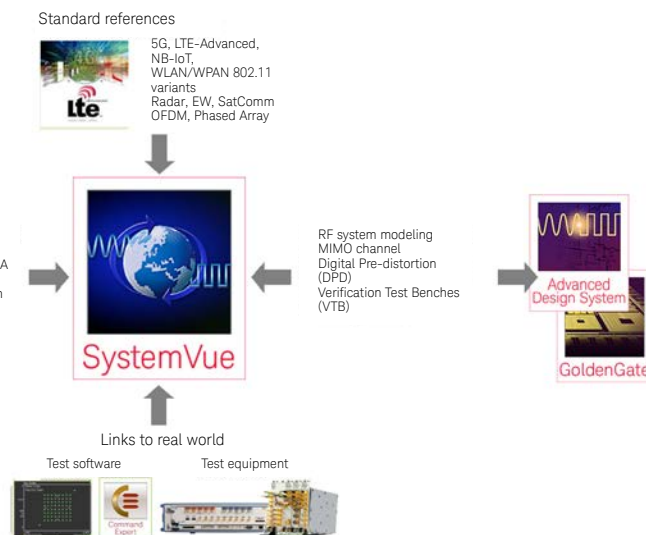 Standard references
5G, LTE-Advanced,
NB-IoT,
WLAN/WPAN 802.11
variants
Radar, EW, SatComm
OFDM, Phased Array
Lte
A
n
SystemVue
RF system modeling
MIMO channel
Digital Pre-distortion
(DPD)
Verification Test Benches
(VTB)
Advanced
Design System
GoldenGate
Links to real world
Test software
Test equipment
Command
Expert